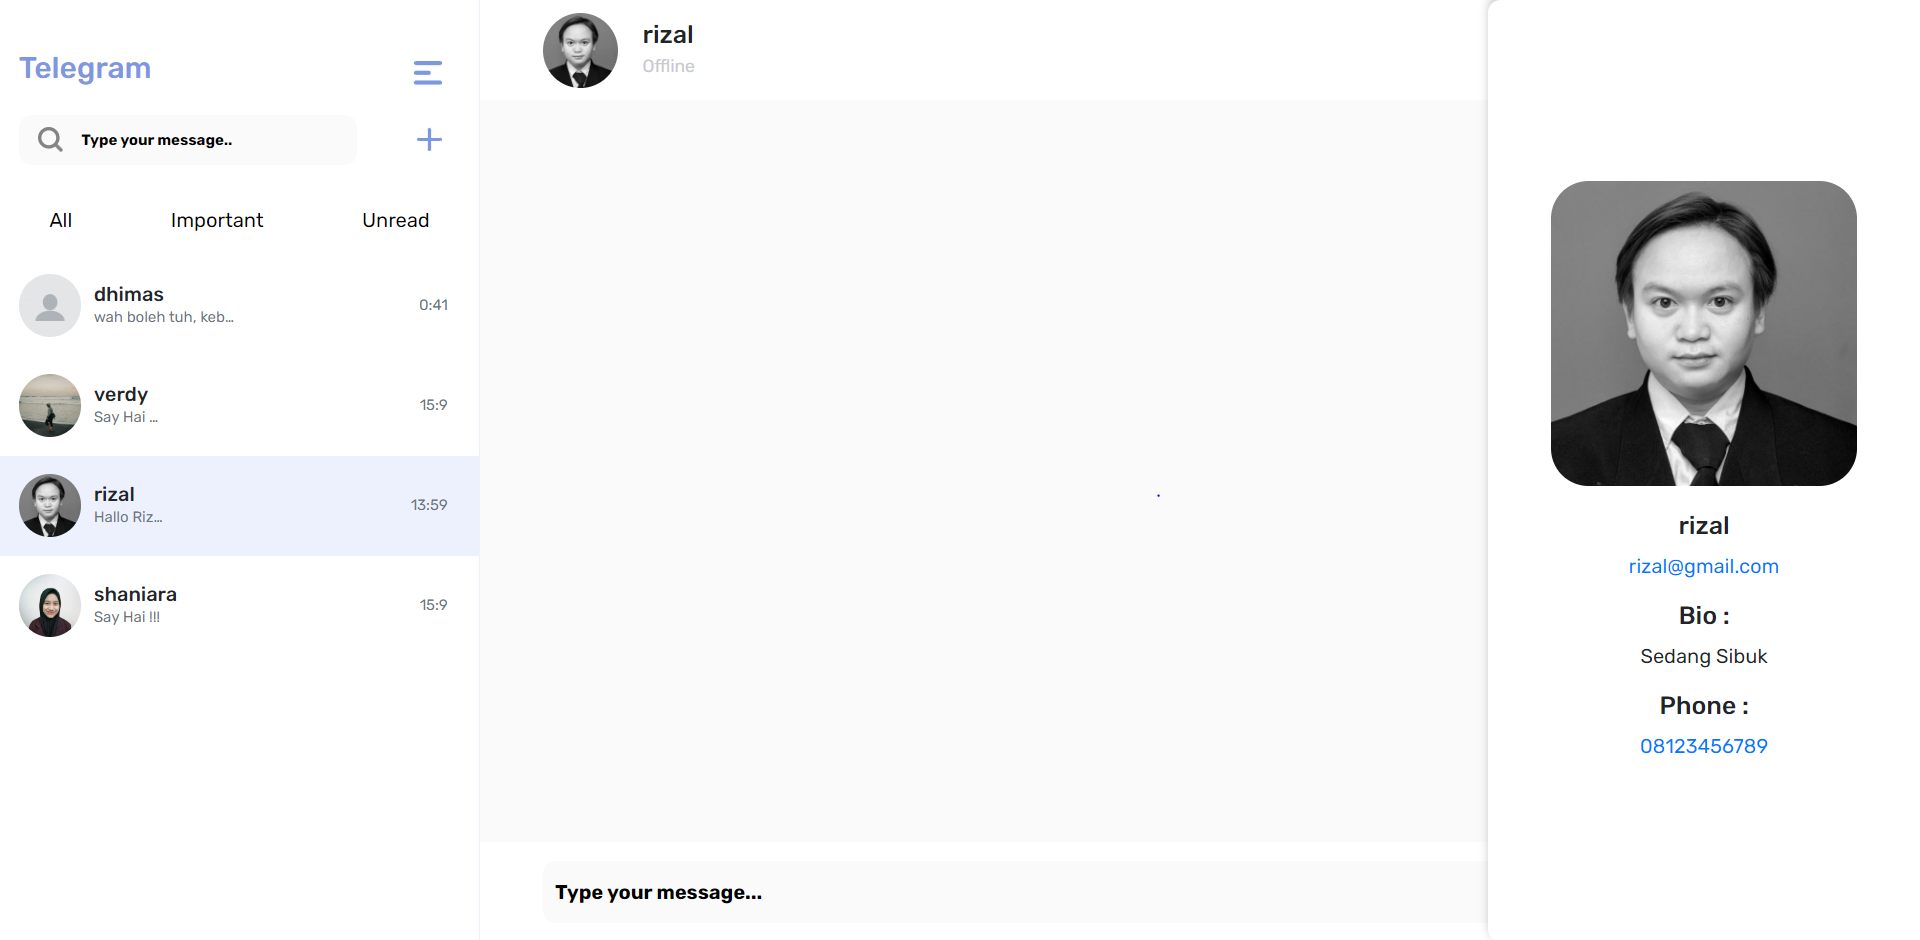 Telegram
Type your message..
All Important Unread
dhimas
wah boleh tuh, keb...
0:41
verdy
Say Hai ...
15:9
rizal
Hallo Riz...
13:59
shaniara
Say Hai !!!
15:9
rizal
Offline
Type your message...
rizal
rizal@gmail.com
Bio :
Sedang Sibuk
Phone :
08123456789